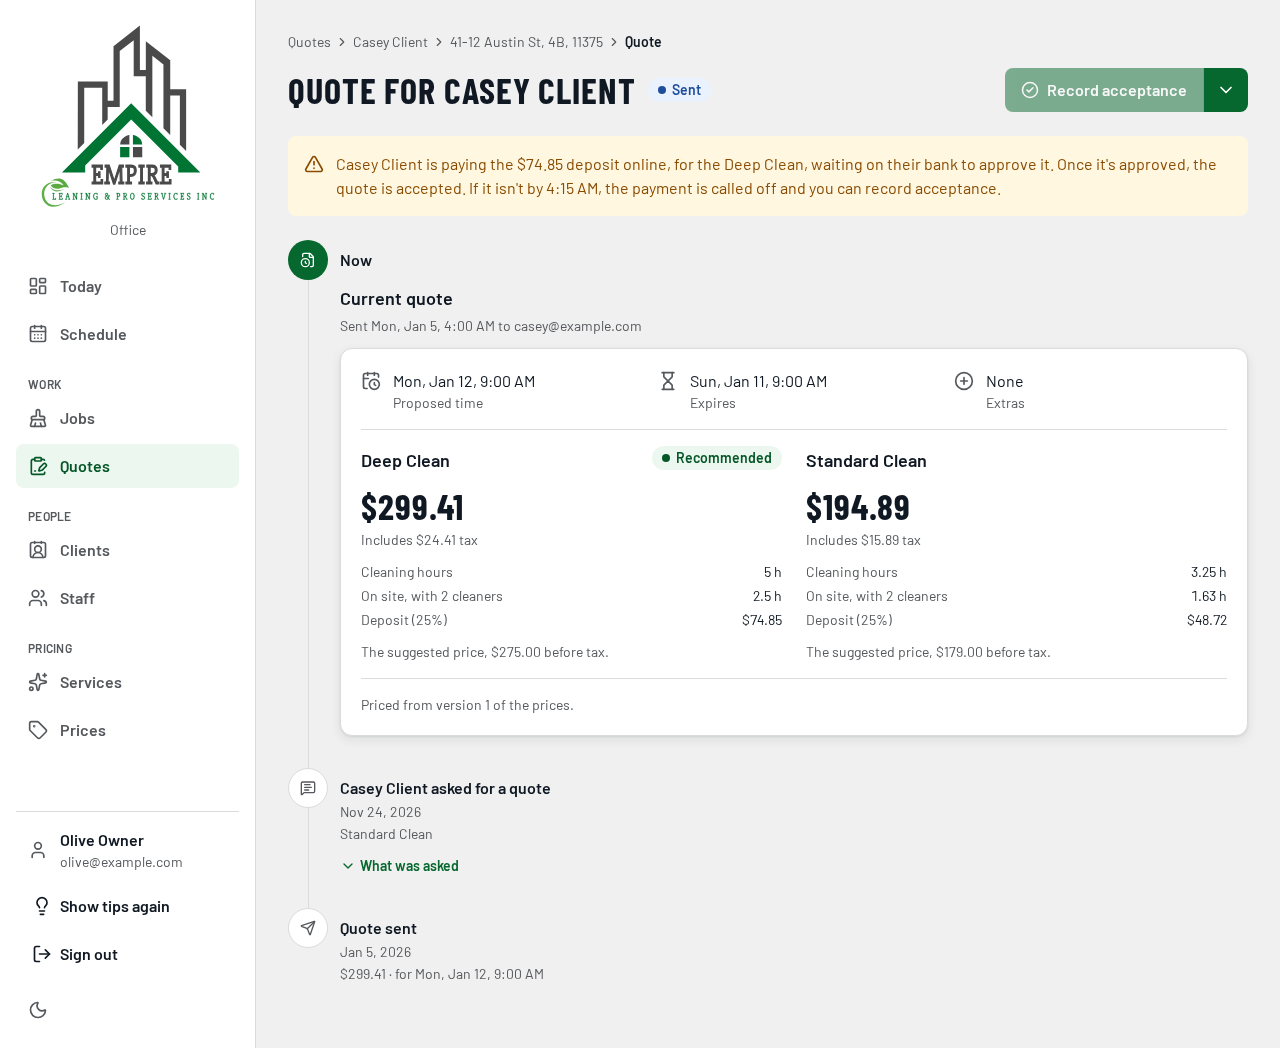 EMPIRE
LEANING & PRO SERVICES INC
Office
Today
Schedule
WORK
Jobs
Quotes
PEOPLE
Clients
Staff
PRICING
Services
Prices
Olive Owner
olive@example.com
Show tips again
Sign out
Quotes > Casey Client > 41-12 Austin St, 4B, 11375 > Quote
QUOTE FOR CASEY CLIENT
Sent
Record acceptance
Casey Client is paying the $74.85 deposit online, for the Deep Clean, waiting on their bank to approve it. Once it's approved, the
quote is accepted. If it isn't by 4:15 AM, the payment is called off and you can record acceptance.
Now
Current quote
Sent Mon, Jan 5, 4:00 AM to casey@example.com
Mon, Jan 12, 9:00 AM
Proposed time
Sun, Jan 11, 9:00 AM
Expires
None
Extras
Deep Clean
Recommended
$299.41
Includes $24.41 tax
Cleaning hours 5 h
On site, with 2 cleaners 2.5 h
Deposit (25%) $74.85
The suggested price, $275.00 before tax.
Standard Clean
$194.89
Includes $15.89 tax
Cleaning hours 3.25 h
On site, with 2 cleaners 1.63 h
Deposit (25%) $48.72
The suggested price, $179.00 before tax.
Priced from version 1 of the prices.
Casey Client asked for a quote
Nov 24, 2026
Standard Clean
What was asked
Quote sent
Jan 5, 2026
$299.41 · for Mon, Jan 12, 9:00 AM